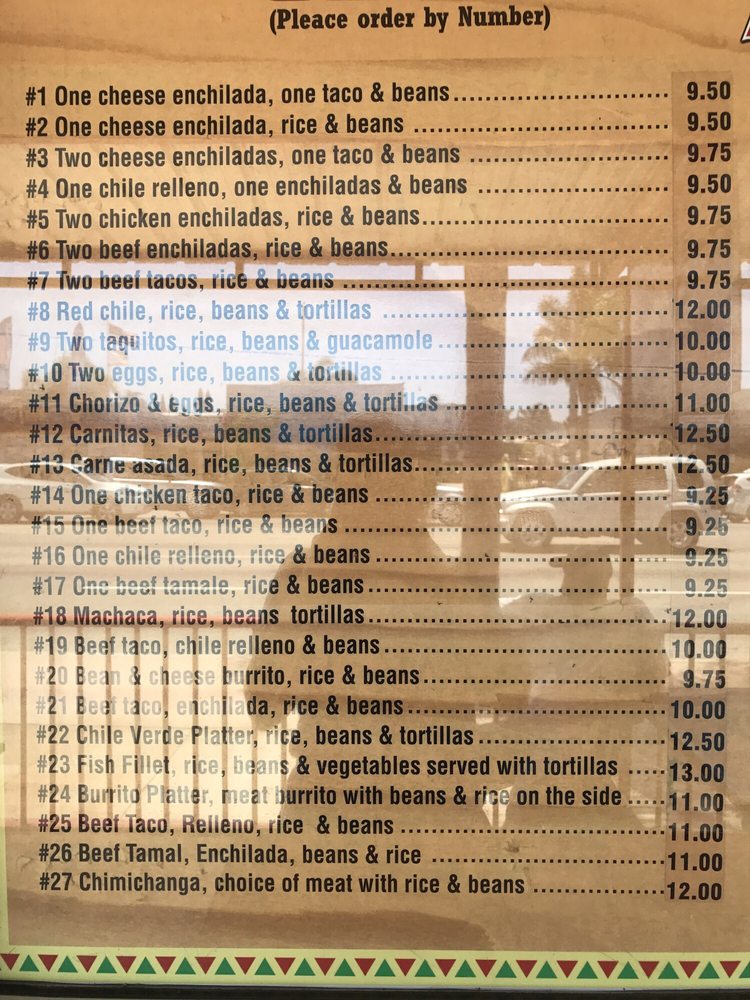 (Pleace order by Number)
#1 One cheese enchilada, one taco & beans 9.50
#2 One cheese enchilada, rice & beans 9.50
#3 Two cheese enchiladas, one taco & beans 9.75
#4 One chile relleno, one enchiladas & beans 9.50
#5 Two chicken enchiladas, rice & beans 9.75
#6 Two beef enchiladas, rice & beans 9.75
#7 Two beef tacos, rice & beans 9.75
#8 Red chile, rice, beans & tortillas 12.00
#9 Two taquitos, rice, beans & guacamole 10.00
#10 Two eggs, rice, beans & tortillas 10.00
#11 Chorizo & eggs, rice, beans & tortillas 11.00
#12 Carnitas, rice, beans & tortillas 12.50
#13 Carne asada, rice, beans & tortillas 12.50
#14 One chicken taco, rice & beans 9.25
#15 One beef taco, rice & beans 9.25
#16 One chile relleno, rice & beans 9.25
#17 One beef tamale, rice & beans 9.25
#18 Machaca, rice, beans tortillas 12.00
#19 Beef taco, chile relleno & beans 10.00
#20 Bean & cheese burrito, rice & beans 9.75
#21 Beef taco, enchilada, rice & beans 10.00
#22 Chile Verde Platter, rice, beans & tortillas 12.50
#23 Fish Fillet, rice, beans & vegetables served with tortillas 13.00
#24 Burrito Platter, meat burrito with beans & rice on the side 11.00
#25 Beef Taco, Relleno, rice & beans 11.00
#26 Beef Tamal, Enchilada, beans & rice 11.00
#27 Chimichanga, choice of meat with rice & beans 12.00